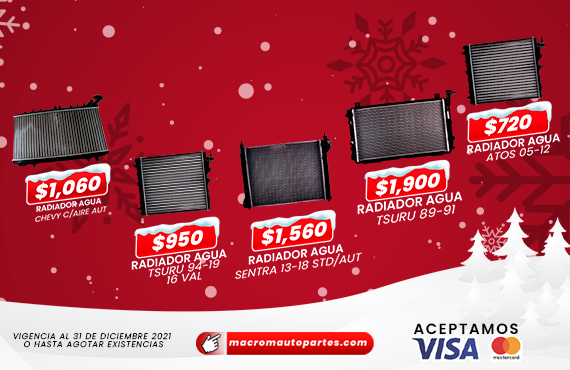 $1,060
RADIADOR AGUA
CHEVY C/AIRE AUT
$950
RADIADOR AGUA
TSURU 94-19
16 VAL
$1,560
RADIADOR AGUA
SENTRA 13-18 STD/AUT
$1,900
RADIADOR AGUA
TSURU 89-91
$720
RADIADOR AGUA
ATOS 05-12
VIGENCIA AL 31 DE DICIEMBRE 2021
O HASTA AGOTAR EXISTENCIAS
macromautopartes.com
ACEPTAMOS
VISA
mastercard